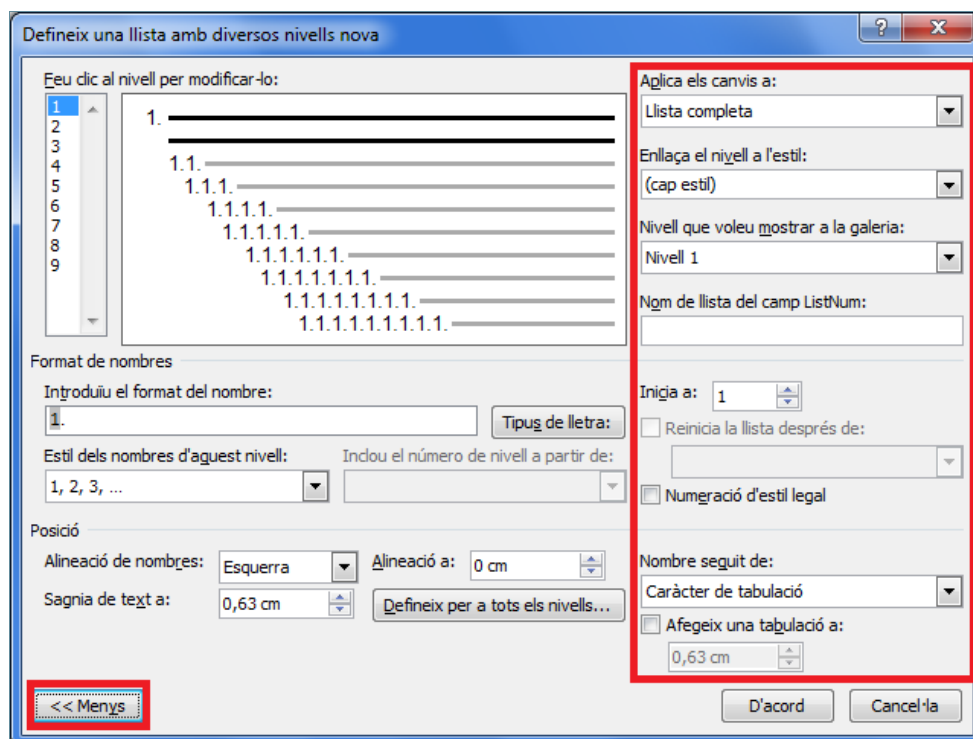 Defineix una llista amb diversos nivells nova
?
X
Feu clic al nivell per modificar-lo:
1
2
3
4
5
6
7
8
9
1.
1.1.
1.1.1.
1.1.1.1.
1.1.1.1.1.
1.1.1.1.1.1.
1.1.1.1.1.1.1.
1.1.1.1.1.1.1.1.
1.1.1.1.1.1.1.1.1.
Aplica els canvis a:
Llista completa
Enllaça el nivell a l'estil:
(cap estil)
Nivell que voleu mostrar a la galeria:
Nivell 1
Nom de llista del camp ListNum:
Format de nombres
Introduïu el format del nombre:
1.
Tipus de lletra:
Estil dels nombres d'aquest nivell:
Inclou el número de nivell a partir de:
1, 2, 3, ...
Inicia a: 1
Reinicia la llista després de:
Numeració d'estil legal
Posició
Alineació de nombres: Esquerra
Alineació a: 0 cm
Sagnia de text a: 0,63 cm
Defineix per a tots els nivells...
Nombre seguit de:
Caràcter de tabulació
Afegeix una tabulació a:
0,63 cm
<< Menys
D'acord
Cancel·la